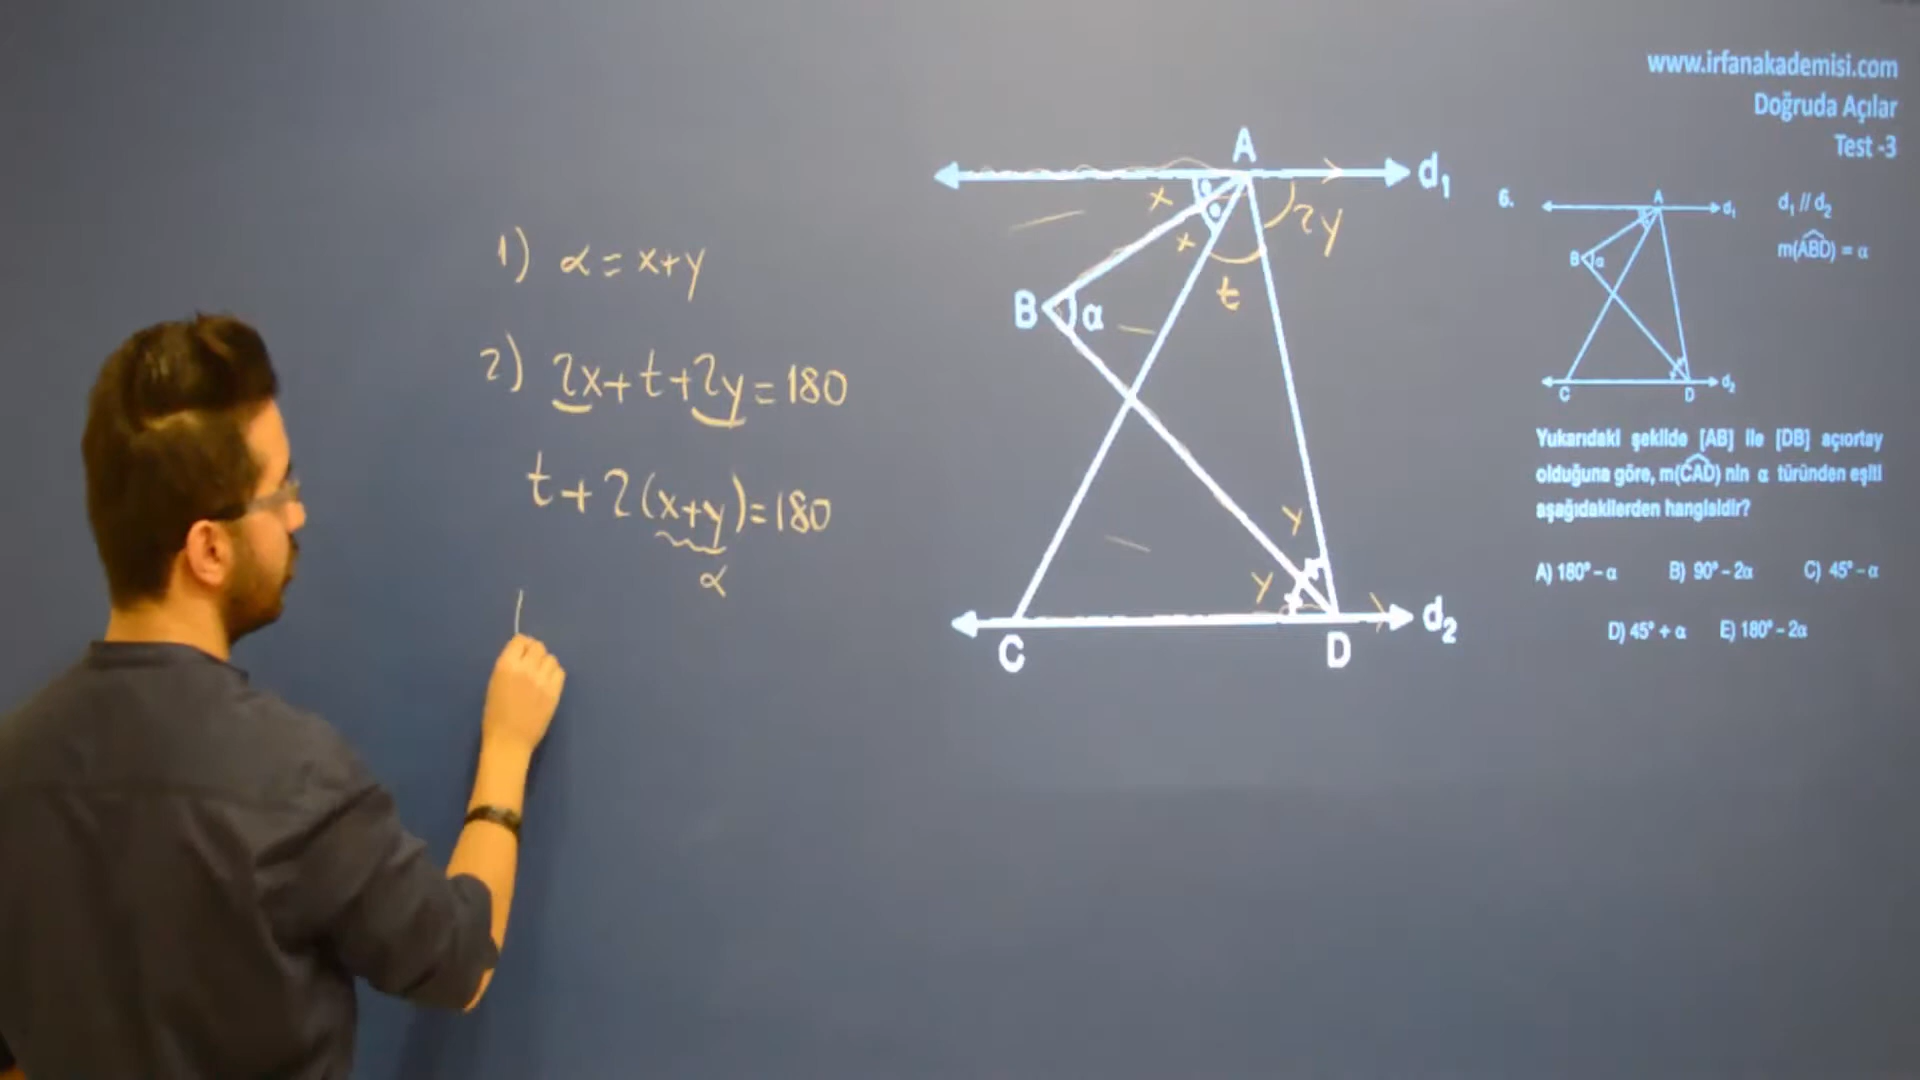 www.irfanakademisi.com
Doğruda Açılar
Test -3
1) α = x+y
2) 2x+t+2y=180
t+2(x+y)=180
α
A
d₁
x
x
2y
t
B
α
y
y
C
D
d₂
6.
A
d₁
B
α
C
D
d₂
d₁ // d₂
m(ABD) = α
Yukarıdaki şekilde [AB] ile [DB] açıortay
olduğuna göre, m(CAD) nin α türünden eşiti
aşağıdakilerden hangisidir?
A) 180° – α B) 90° – 2α C) 45° – α
D) 45° + α E) 180° – 2α